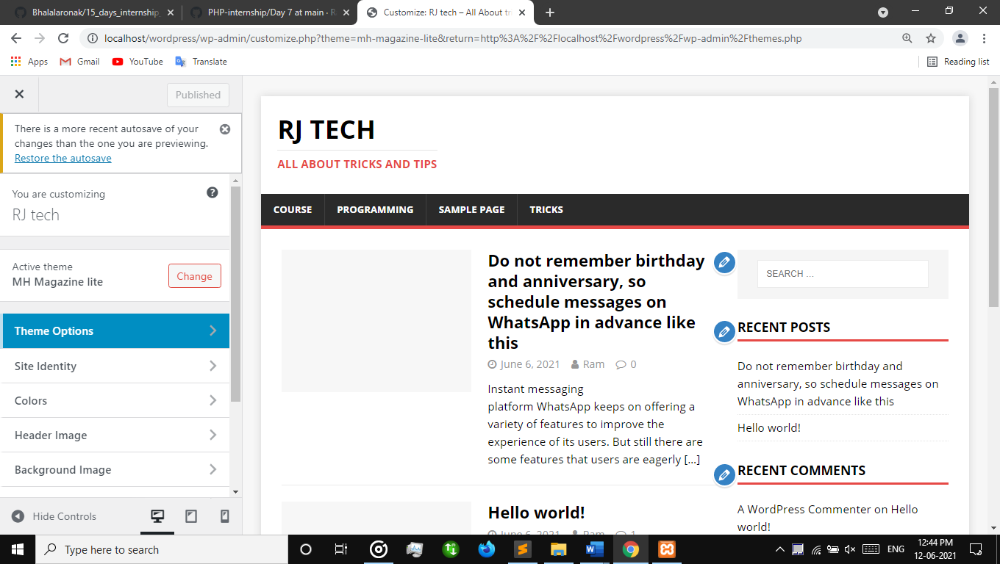 Bhalalaronak/15_days_internship_
PHP-internship/Day 7 at main · R
Customize: RJ tech – All About tri
localhost/wordpress/wp-admin/customize.php?theme=mh-magazine-lite&return=http%3A%2F%2Flocalhost%2Fwordpress%2Fwp-admin%2Fthemes.php
Apps
Gmail
YouTube
Translate
Reading list
Published
There is a more recent autosave of your
changes than the one you are previewing.
Restore the autosave
You are customizing
RJ tech
Active theme
MH Magazine lite
Change
Theme Options
Site Identity
Colors
Header Image
Background Image
Hide Controls
RJ TECH
ALL ABOUT TRICKS AND TIPS
COURSE
PROGRAMMING
SAMPLE PAGE
TRICKS
Do not remember birthday
and anniversary, so
schedule messages on
WhatsApp in advance like
this
June 6, 2021 Ram 0
Instant messaging
platform WhatsApp keeps on offering a
variety of features to improve the
experience of its users. But still there are
some features that users are eagerly [...]
Hello world!
June 6, 2021 Ram 1
SEARCH ...
RECENT POSTS
Do not remember birthday and
anniversary, so schedule messages on
WhatsApp in advance like this
Hello world!
RECENT COMMENTS
A WordPress Commenter on Hello
world!
Type here to search
ENG
12:44 PM
12-06-2021